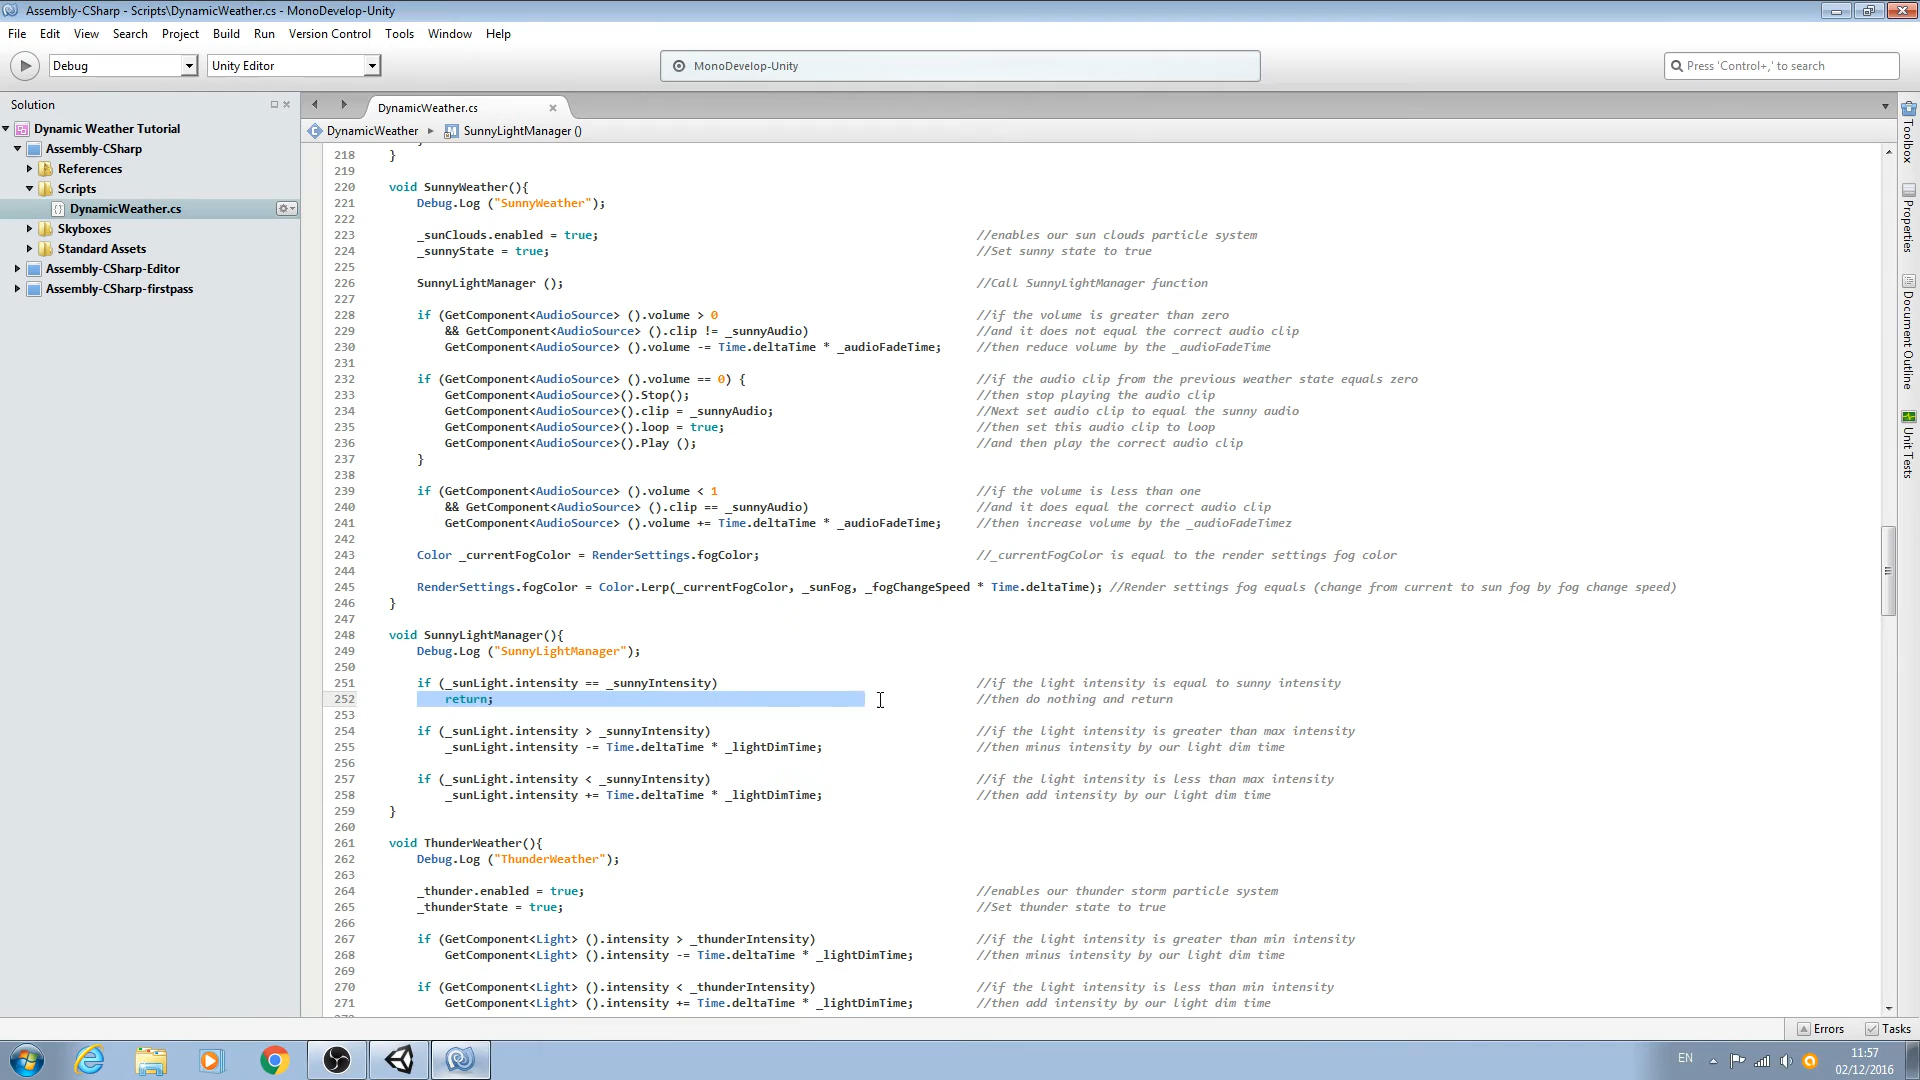 Assembly-CSharp - Scripts\DynamicWeather.cs - MonoDevelop-Unity
File Edit View Search Project Build Run Version Control Tools Window Help
Debug Unity Editor MonoDevelop-Unity Press 'Control+,' to search
Solution
Dynamic Weather Tutorial
Assembly-CSharp
References
Scripts
DynamicWeather.cs
Skyboxes
Standard Assets
Assembly-CSharp-Editor
Assembly-CSharp-firstpass
DynamicWeather.cs
DynamicWeather SunnyLightManager ()
218 }
219
220 void SunnyWeather(){
221 Debug.Log ("SunnyWeather");
222
223 _sunClouds.enabled = true; //enables our sun clouds particle system
224 _sunnyState = true; //Set sunny state to true
225
226 SunnyLightManager (); //Call SunnyLightManager function
227
228 if (GetComponent<AudioSource> ().volume > 0 //if the volume is greater than zero
229 && GetComponent<AudioSource> ().clip != _sunnyAudio) //and it does not equal the correct audio clip
230 GetComponent<AudioSource> ().volume -= Time.deltaTime * _audioFadeTime; //then reduce volume by the _audioFadeTime
231
232 if (GetComponent<AudioSource> ().volume == 0) { //if the audio clip from the previous weather state equals zero
233 GetComponent<AudioSource>().Stop(); //then stop playing the audio clip
234 GetComponent<AudioSource>().clip = _sunnyAudio; //Next set audio clip to equal the sunny audio
235 GetComponent<AudioSource>().loop = true; //then set this audio clip to loop
236 GetComponent<AudioSource>().Play (); //and then play the correct audio clip
237 }
238
239 if (GetComponent<AudioSource> ().volume < 1 //if the volume is less than one
240 && GetComponent<AudioSource> ().clip == _sunnyAudio) //and it does equal the correct audio clip
241 GetComponent<AudioSource> ().volume += Time.deltaTime * _audioFadeTime; //then increase volume by the _audioFadeTimez
242
243 Color _currentFogColor = RenderSettings.fogColor; //_currentFogColor is equal to the render settings fog color
244
245 RenderSettings.fogColor = Color.Lerp(_currentFogColor, _sunFog, _fogChangeSpeed * Time.deltaTime); //Render settings fog equals (change from current to sun fog by fog change speed)
246 }
247
248 void SunnyLightManager(){
249 Debug.Log ("SunnyLightManager");
250
251 if (_sunLight.intensity == _sunnyIntensity) //if the light intensity is equal to sunny intensity
252 return; //then do nothing and return
253
254 if (_sunLight.intensity > _sunnyIntensity) //if the light intensity is greater than max intensity
255 _sunLight.intensity -= Time.deltaTime * _lightDimTime; //then minus intensity by our light dim time
256
257 if (_sunLight.intensity < _sunnyIntensity) //if the light intensity is less than max intensity
258 _sunLight.intensity += Time.deltaTime * _lightDimTime; //then add intensity by our light dim time
259 }
260
261 void ThunderWeather(){
262 Debug.Log ("ThunderWeather");
263
264 _thunder.enabled = true; //enables our thunder storm particle system
265 _thunderState = true; //Set thunder state to true
266
267 if (GetComponent<Light> ().intensity > _thunderIntensity) //if the light intensity is greater than min intensity
268 GetComponent<Light> ().intensity -= Time.deltaTime * _lightDimTime; //then minus intensity by our light dim time
269
270 if (GetComponent<Light> ().intensity < _thunderIntensity) //if the light intensity is less than min intensity
271 GetComponent<Light> ().intensity += Time.deltaTime * _lightDimTime; //then add intensity by our light dim time
Toolbox
Properties
Document Outline
Unit Tests
Errors Tasks
EN
11:57
02/12/2016